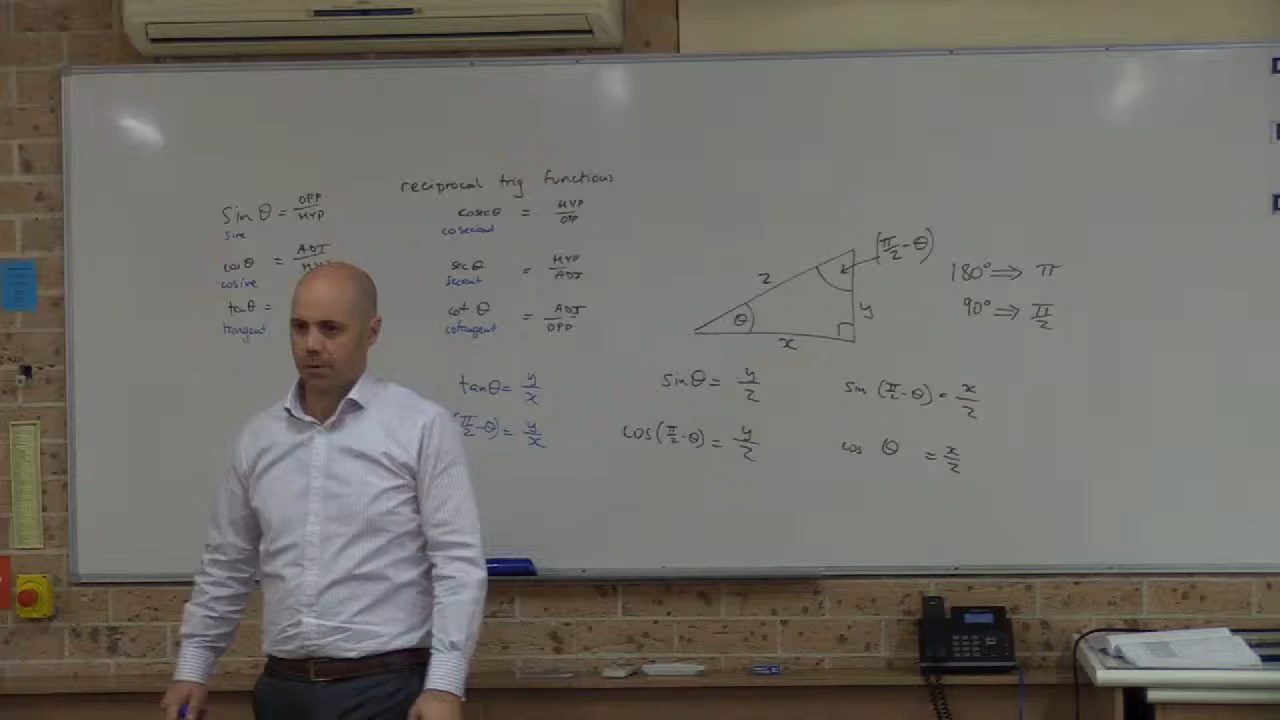 reciprocal trig functions
sin θ = OPP/HYP
sine
cosec θ = HYP/OPP
cosecant
cos θ = ADJ/HYP
cosine
sec θ = HYP/ADJ
secant
tan θ =
tangent
cot θ = ADJ/OPP
cotangent
(π/2 - θ)
z
θ
y
x
180° ⇒ π
90° ⇒ π/2
tan θ = y/x
(π/2 - θ) = y/x
sin θ = y/z
cos(π/2 - θ) = y/z
sin (π/2 - θ) = x/z
cos θ = x/z